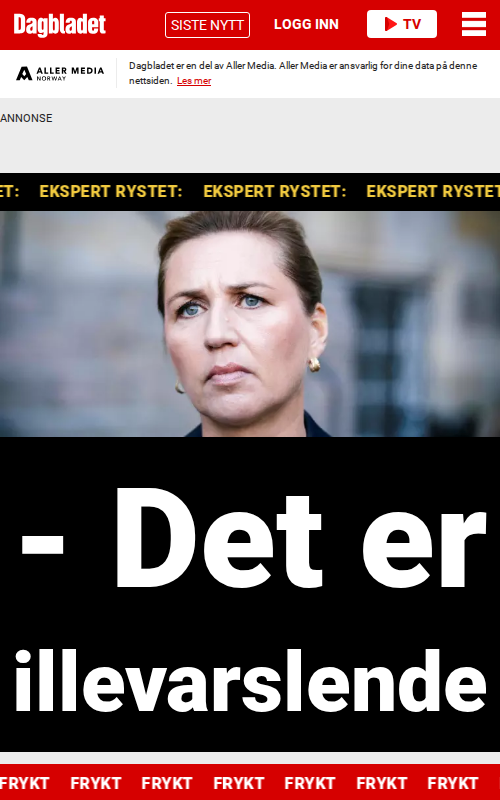 Dagbladet
SISTE NYTT
LOGG INN
TV
ALLER MEDIA
NORWAY
Dagbladet er en del av Aller Media. Aller Media er ansvarlig for dine data på denne
nettsiden. Les mer
ANNONSE
ET: EKSPERT RYSTET: EKSPERT RYSTET: EKSPERT RYSTET
- Det er
illevarslende
FRYKT FRYKT FRYKT FRYKT FRYKT FRYKT FRYKT